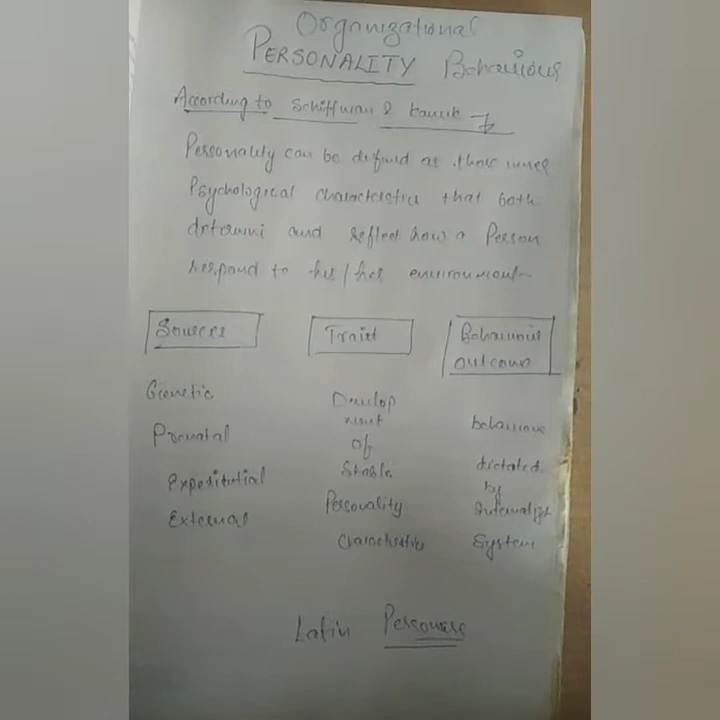 Organizational
PERSONALITY Behaviour
According to Schiffman & Kanuk
Personality can be defined as those inner
Psychological characteristics that both
determine and reflect how a Person
respond to his/her environment
Sources Trait Behaviour
outcome
Genetic Develop
ment behaviour
Prenatal of
Stable dictated
by
External Personality
Characteristic System
Latin